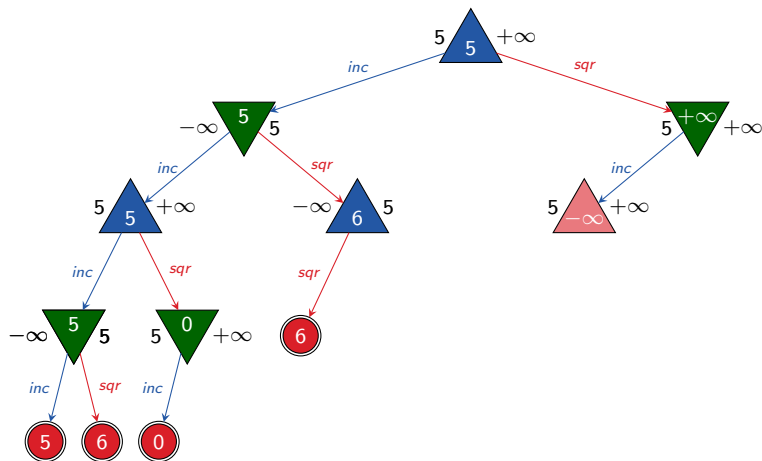 5 5 +∞
inc sqr
−∞ 5 5
5 +∞ +∞
inc sqr inc
5 5 +∞
−∞ 6 5
5 −∞ +∞
inc sqr sqr
−∞ 5 5
5 0 +∞
6
inc sqr inc
5 6 0